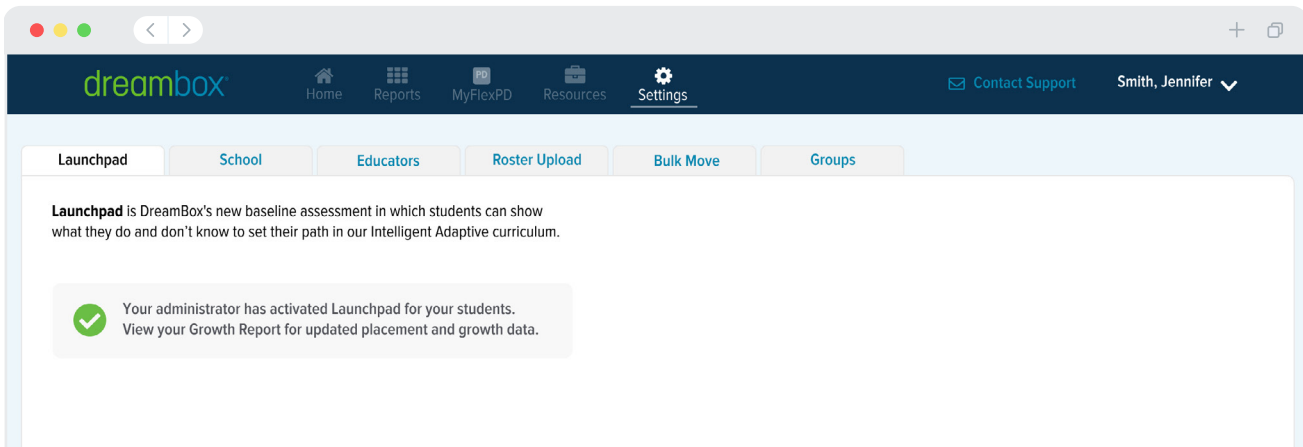 dreambox
Home
Reports
PD
MyFlexPD
Resources
Settings
Contact Support
Smith, Jennifer
Launchpad
School
Educators
Roster Upload
Bulk Move
Groups
Launchpad is DreamBox's new baseline assessment in which students can show
what they do and don't know to set their path in our Intelligent Adaptive curriculum.
Your administrator has activated Launchpad for your students.
View your Growth Report for updated placement and growth data.